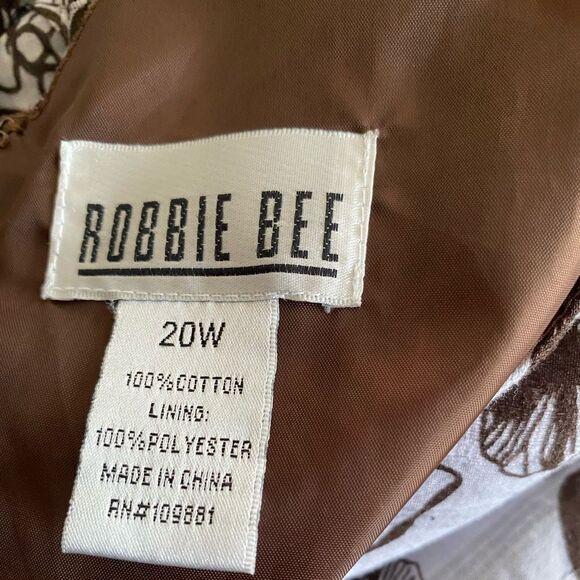 ROBBIE BEE
20W
100%COTTON
LINING:
100%POLYESTER
MADE IN CHINA
RN#109881